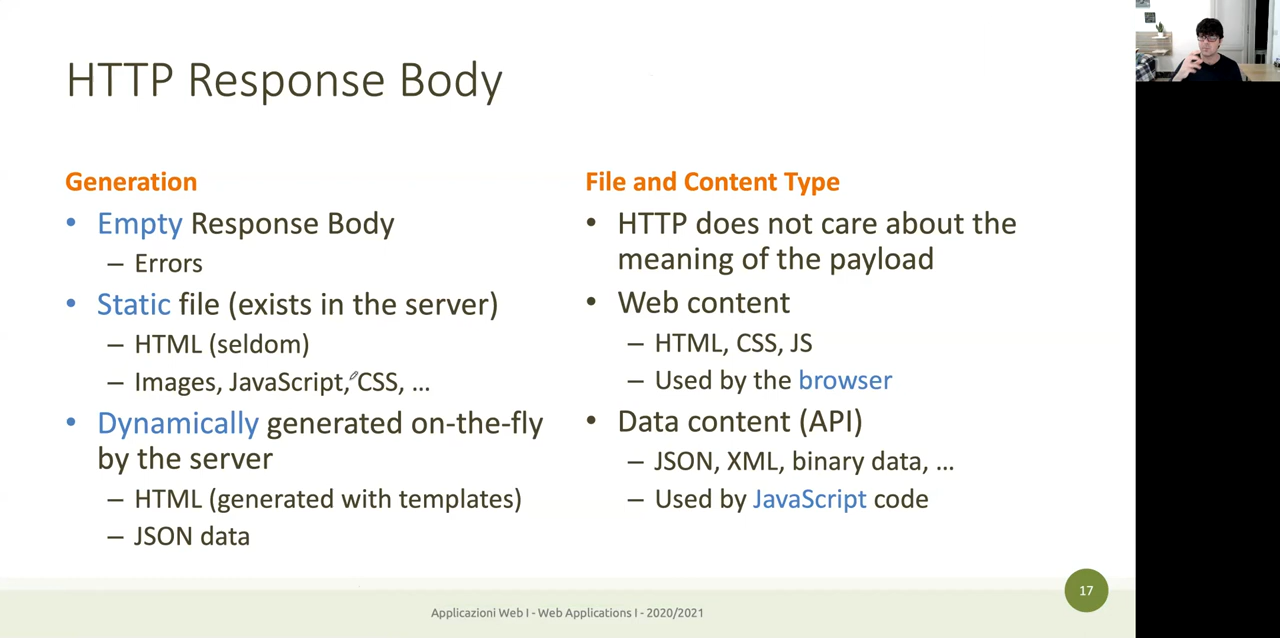 HTTP Response Body
Generation
• Empty Response Body
– Errors
• Static file (exists in the server)
– HTML (seldom)
– Images, JavaScript, CSS, ...
• Dynamically generated on-the-fly
by the server
– HTML (generated with templates)
– JSON data
File and Content Type
• HTTP does not care about the
meaning of the payload
• Web content
– HTML, CSS, JS
– Used by the browser
• Data content (API)
– JSON, XML, binary data, ...
– Used by JavaScript code
17
Applicazioni Web I - Web Applications I - 2020/2021